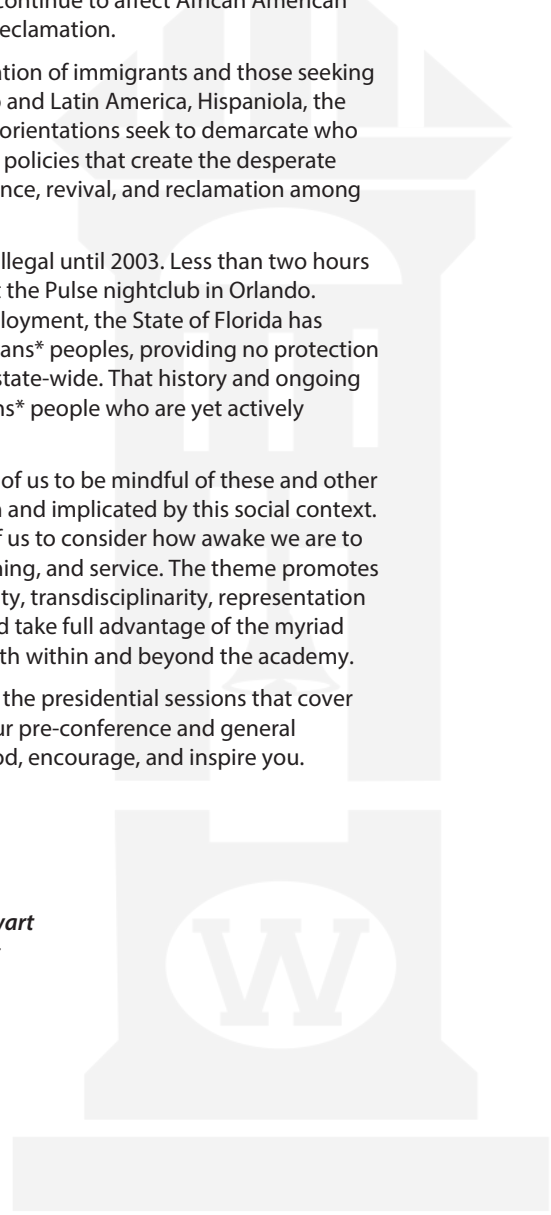 continue to affect African American
eclamation.
tion of immigrants and those seeking
and Latin America, Hispaniola, the
orientations seek to demarcate who
policies that create the desperate
nce, revival, and reclamation among
llegal until 2003. Less than two hours
the Pulse nightclub in Orlando.
loyment, the State of Florida has
ans* peoples, providing no protection
state-wide. That history and ongoing
ns* people who are yet actively
of us to be mindful of these and other
and implicated by this social context.
f us to consider how awake we are to
ning, and service. The theme promotes
ty, transdisciplinarity, representation
d take full advantage of the myriad
th within and beyond the academy.
the presidential sessions that cover
ur pre-conference and general
od, encourage, and inspire you.
wart
W